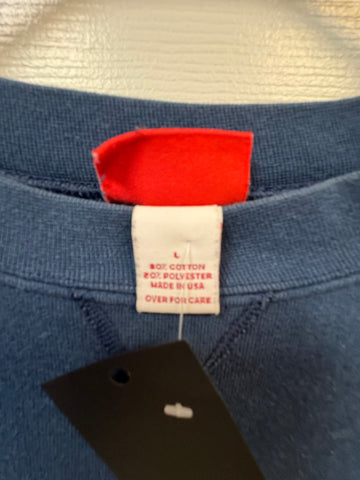 L
80% COTTON
20% POLYESTER
MADE IN USA
OVER FOR CARE